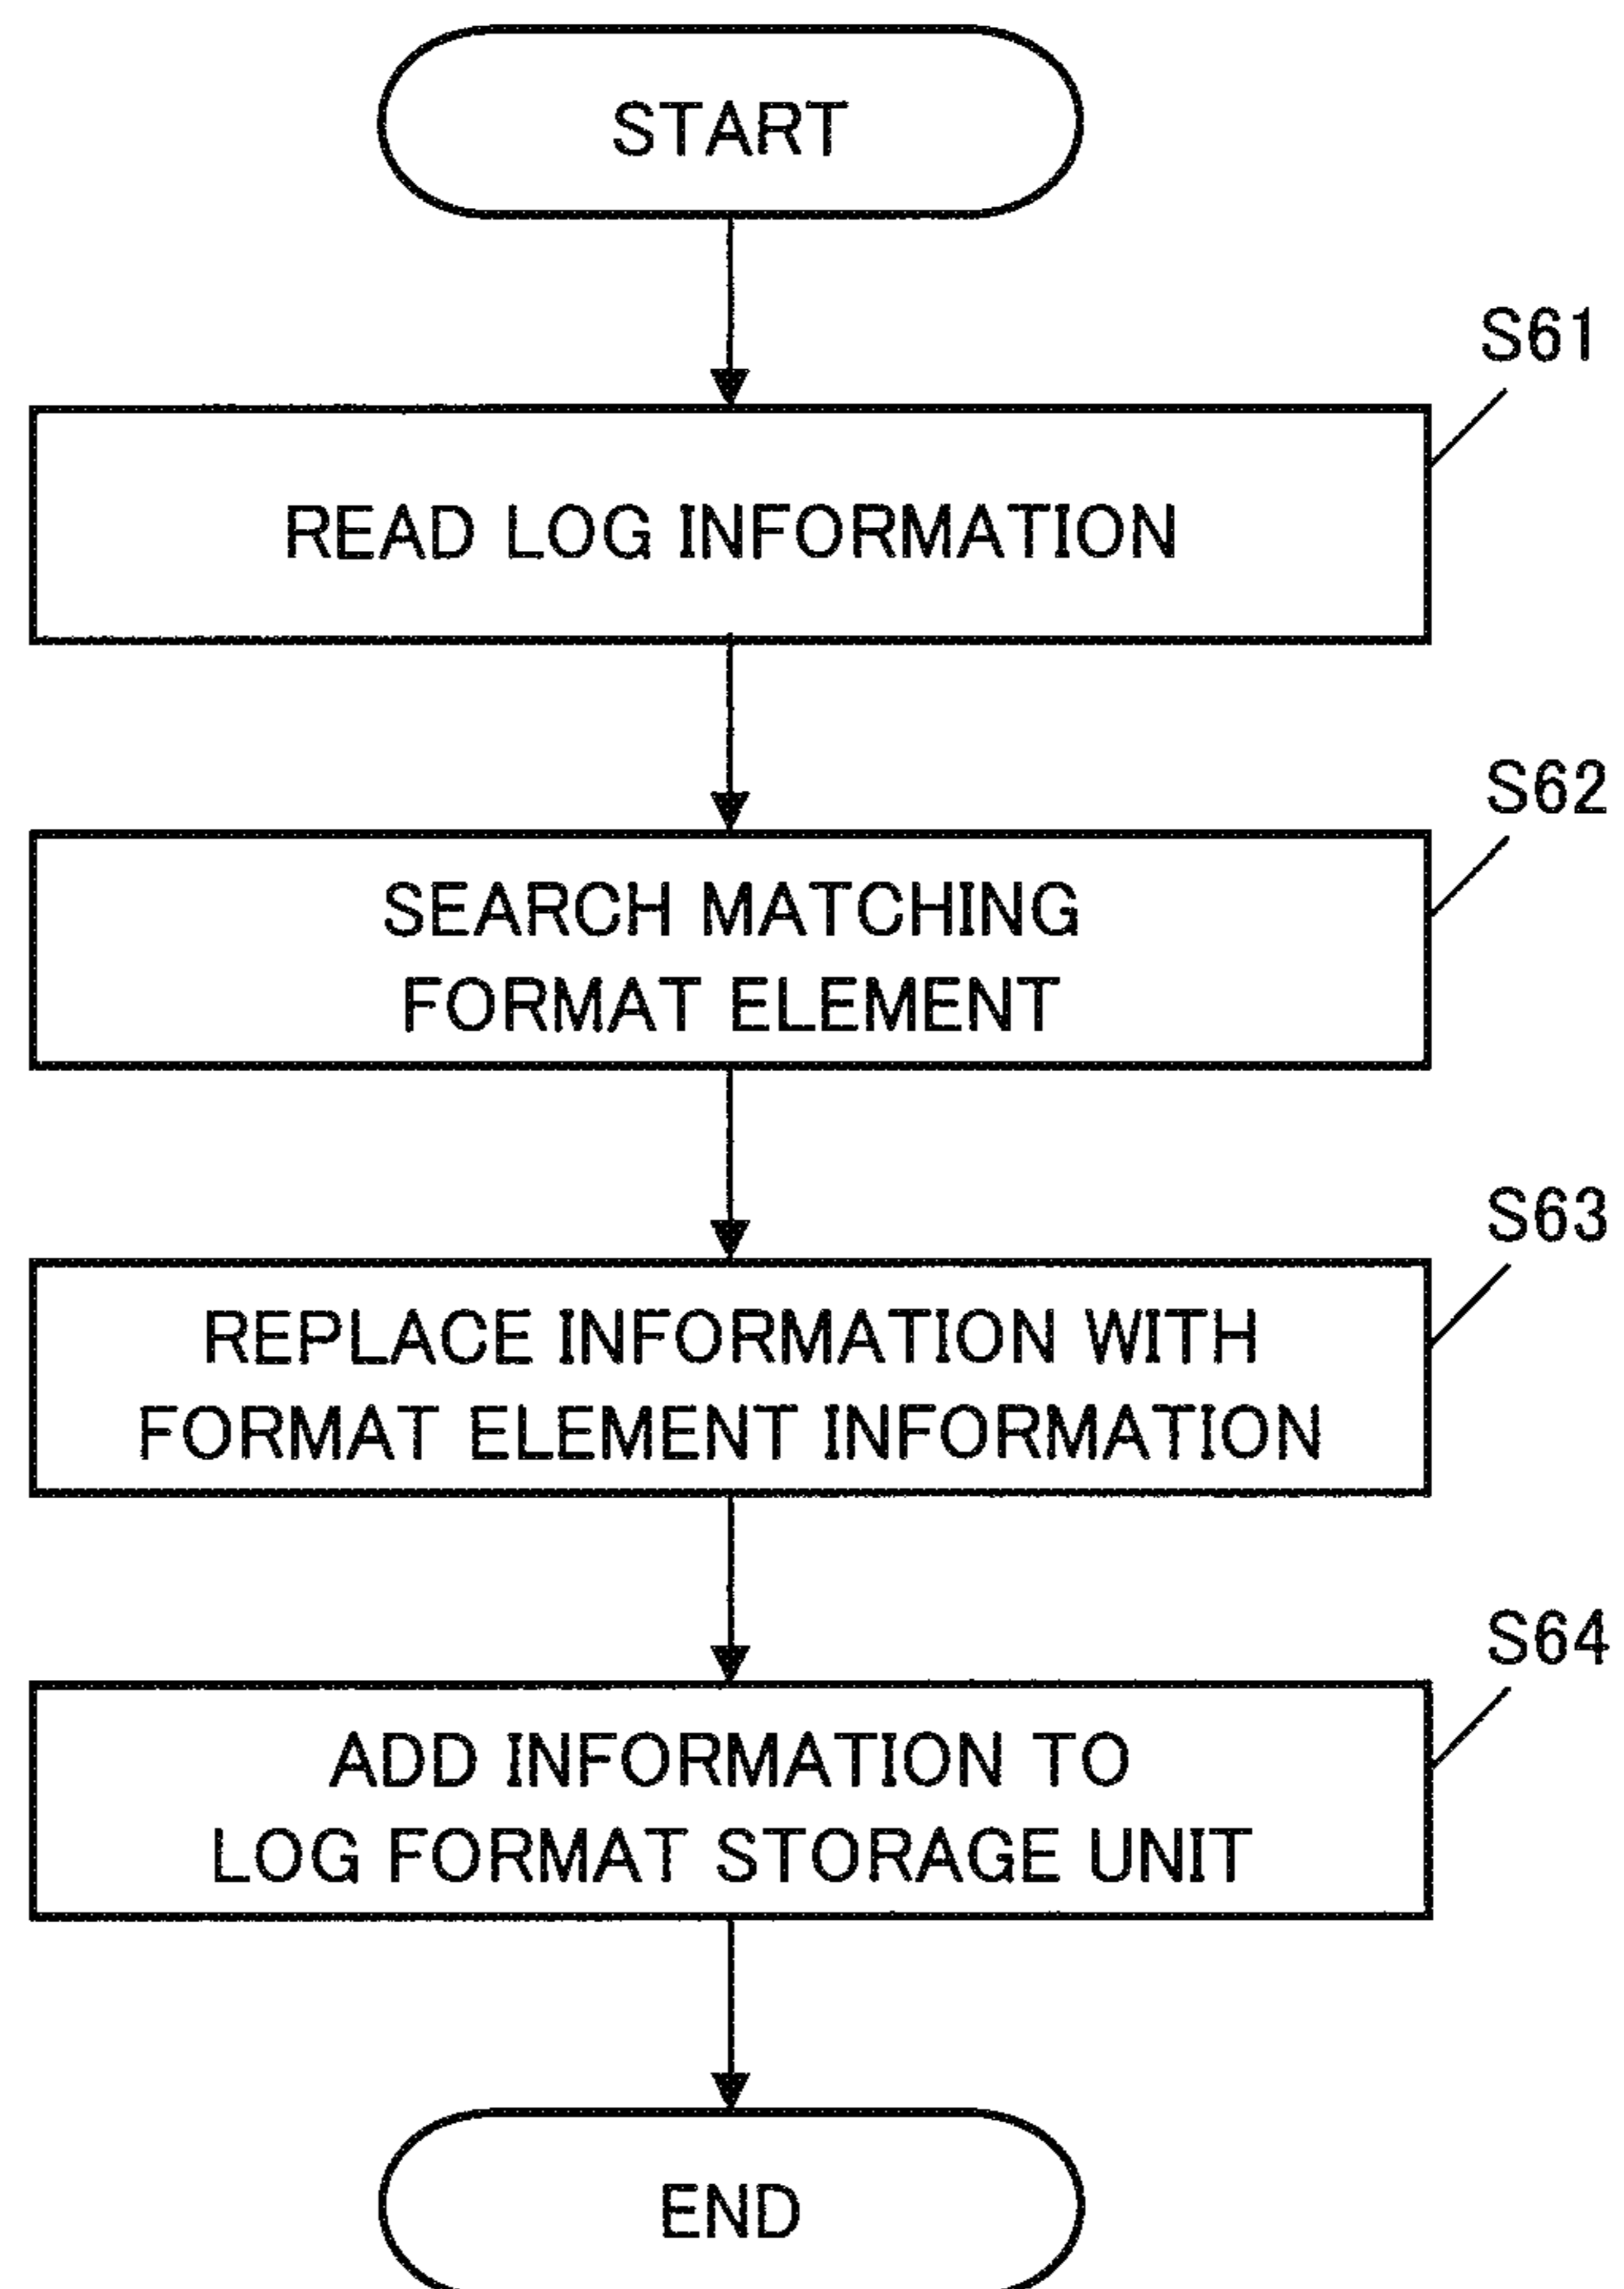 START
S61
READ LOG INFORMATION
S62
SEARCH MATCHING
FORMAT ELEMENT
S63
REPLACE INFORMATION WITH
FORMAT ELEMENT INFORMATION
S64
ADD INFORMATION TO
LOG FORMAT STORAGE UNIT
END